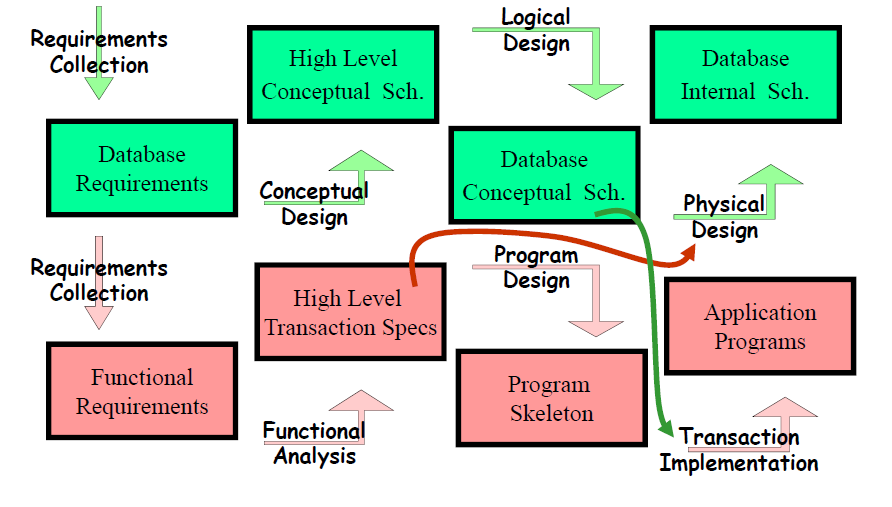 Requirements
Collection
High Level
Conceptual Sch.
Logical
Design
Database
Internal Sch.
Database
Requirements
Conceptual
Design
Database
Conceptual Sch.
Physical
Design
Requirements
Collection
High Level
Transaction Specs
Program
Design
Application
Programs
Functional
Requirements
Functional
Analysis
Program
Skeleton
Transaction
Implementation